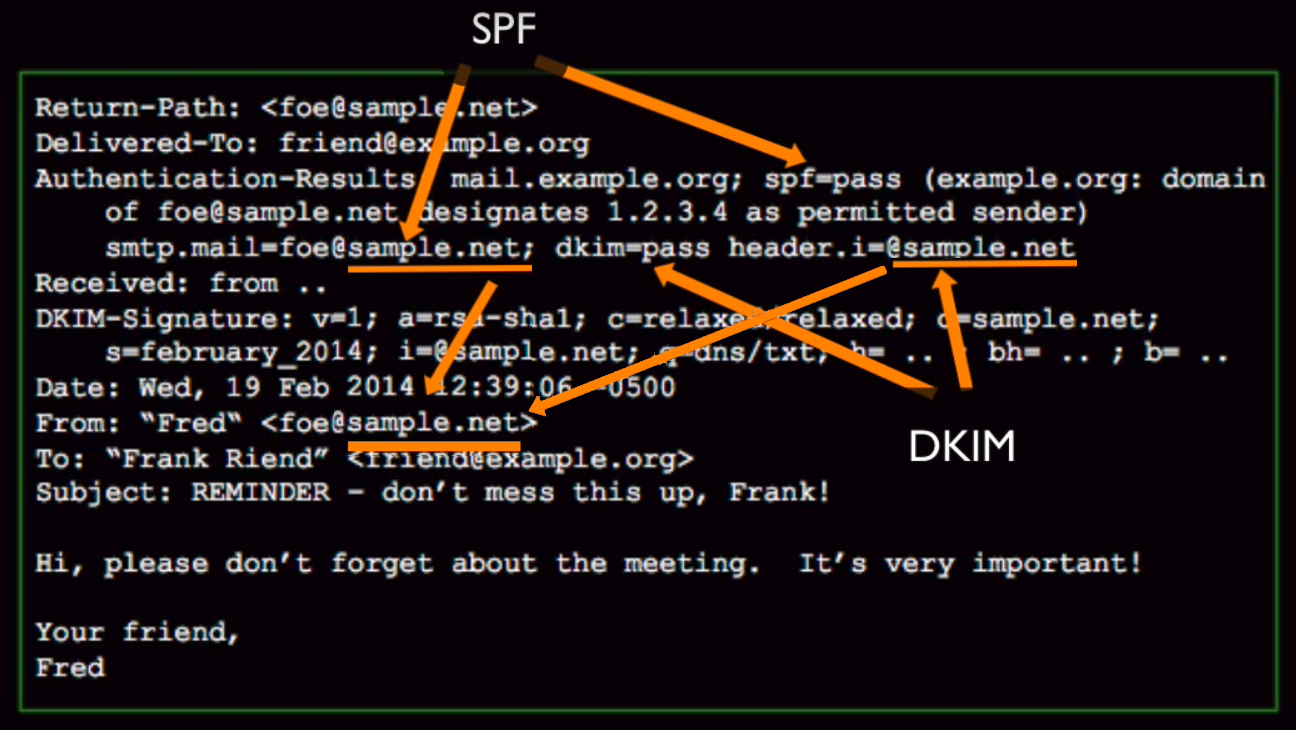 SPF
Return-Path: <foe@sample.net>
Delivered-To: friend@example.org
Authentication-Results mail.example.org; spf=pass (example.org: domain
of foe@sample.net designates 1.2.3.4 as permitted sender)
smtp.mail=foe@sample.net; dkim=pass header.i=@sample.net
Received: from ..
DKIM-Signature: v=1; a=rsa-sha1; c=relaxed/relaxed; d=sample.net;
s=february_2014; i=@sample.net; q=dns/txt; h= .. ; bh= .. ; b= ..
Date: Wed, 19 Feb 2014 12:39:06 -0500
From: “Fred“ <foe@sample.net>
DKIM
To: “Frank Riend” <friend@example.org>
Subject: REMINDER – don’t mess this up, Frank!
Hi, please don’t forget about the meeting. It’s very important!
Your friend,
Fred